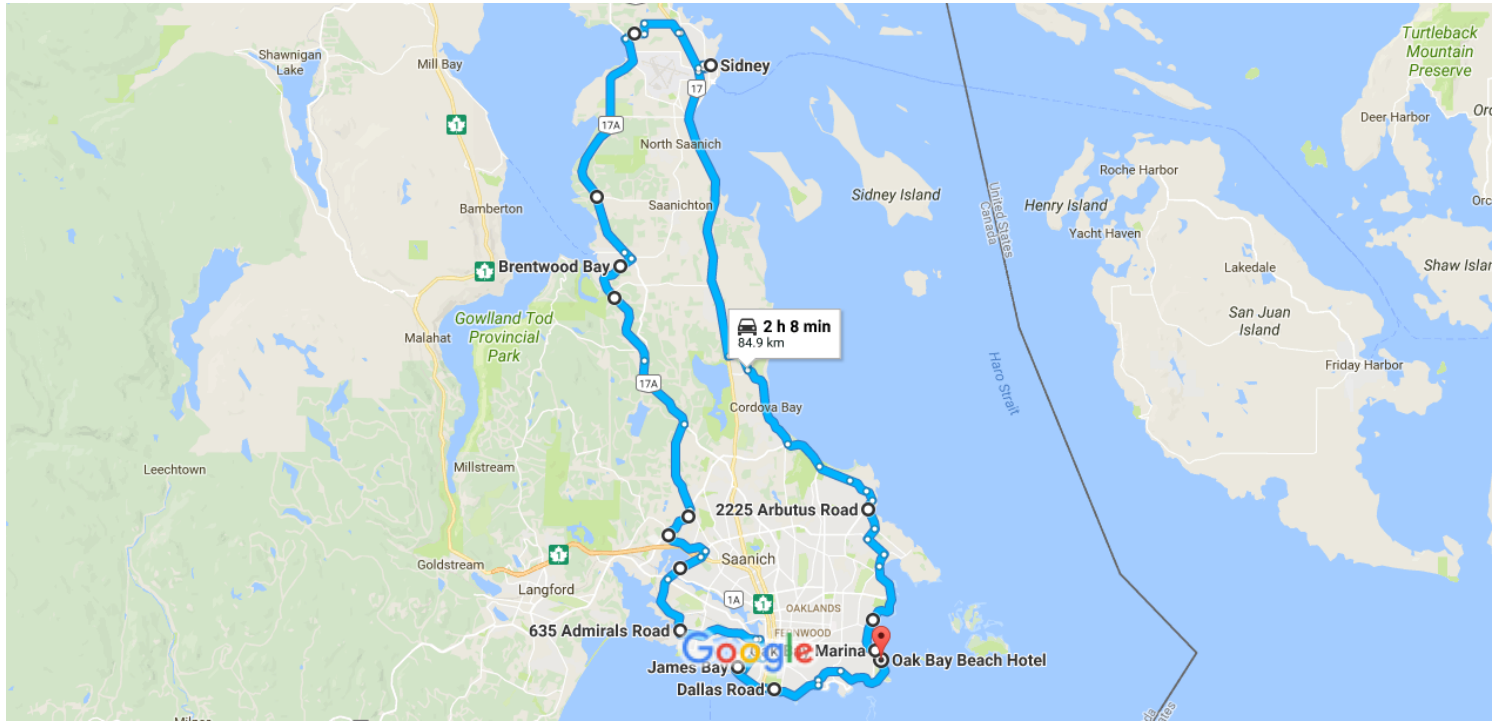 Shawnigan
Lake
Mill Bay
Turtleback
Mountain
Preserve
Sidney
17
1
Deer Harbor
17A
North Saanich
Roche Harbor
Sidney Island
Henry Island
Bamberton
Saanichton
United States
Canada
Yacht Haven
Brentwood Bay
1
Lakedale
Shaw Islan
San Juan
Island
Gowlland Tod
Provincial
Park
2 h 8 min
84.9 km
Malahat
Haro Strait
Friday Harbor
17A
Cordova Bay
Leechtown
Millstream
2225 Arbutus Road
Goldstream
1
Saanich
Langford
1A
1
OAKLANDS
635 Admirals Road
FERNWOOD
Google
Marina
Oak Bay Beach Hotel
James Bay
Dallas Road